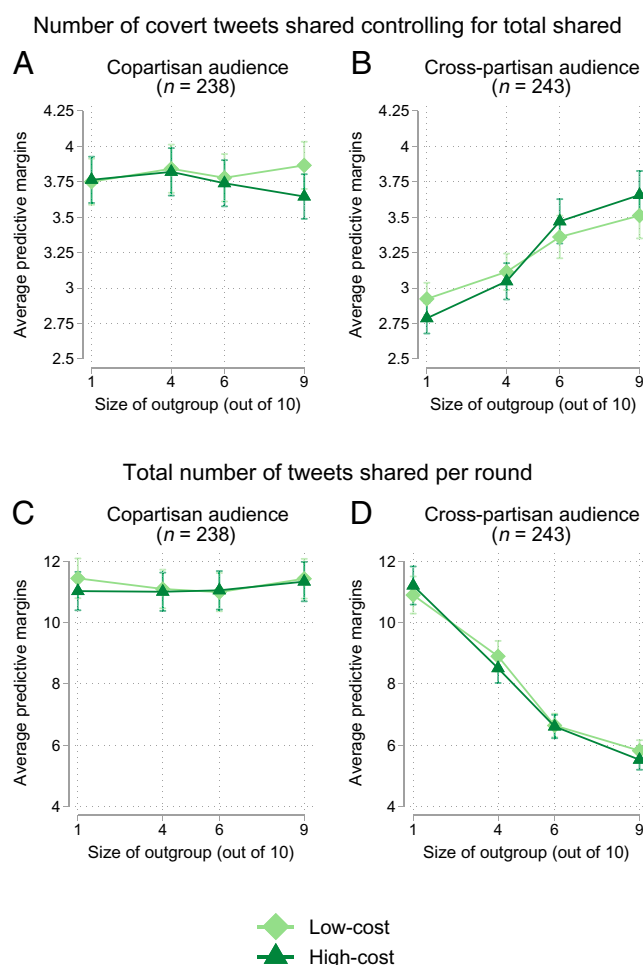 Number of covert tweets shared controlling for total shared
A
Copartisan audience
(n = 238)
Average predictive margins
4.25
4
3.75
3.5
3.25
3
2.75
2.5
1 4 6 9
Size of outgroup (out of 10)
B
Cross-partisan audience
(n = 243)
Average predictive margins
4.25
4
3.75
3.5
3.25
3
2.75
2.5
1 4 6 9
Size of outgroup (out of 10)
Total number of tweets shared per round
C
Copartisan audience
(n = 238)
Average predictive margins
12
10
8
6
4
1 4 6 9
Size of outgroup (out of 10)
D
Cross-partisan audience
(n = 243)
Average predictive margins
12
10
8
6
4
1 4 6 9
Size of outgroup (out of 10)
Low-cost
High-cost